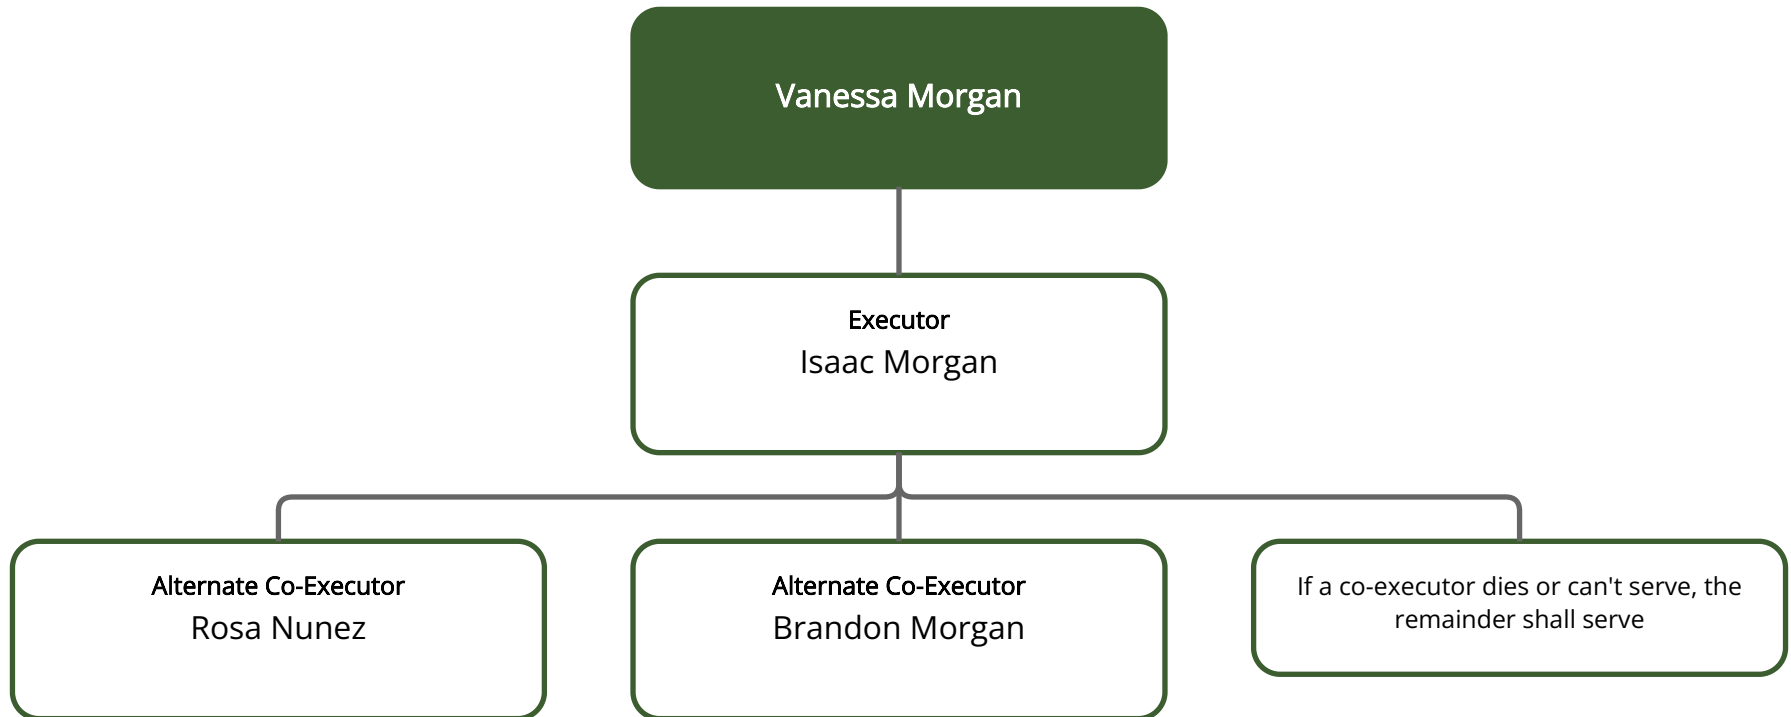 Vanessa Morgan
Executor
Isaac Morgan
Alternate Co-Executor
Rosa Nunez
Alternate Co-Executor
Brandon Morgan
If a co-executor dies or can't serve, the
remainder shall serve